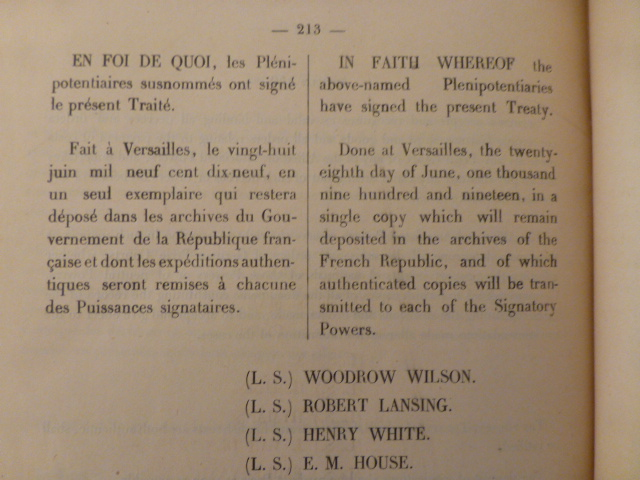 — 213 —
EN FOI DE QUOI, les Pléni-
potentiaires susnommés ont signé
le présent Traité.
Fait à Versailles, le vingt-huit
juin mil neuf cent dix-neuf, en
un seul exemplaire qui restera
déposé dans les archives du Gou-
vernement de la République fran-
çaise et dont les expéditions authen-
tiques seront remises à chacune
des Puissances signataires.
IN FAITH WHEREOF the
above-named Plenipotentiaries
have signed the present Treaty.
Done at Versailles, the twenty-
eighth day of June, one thousand
nine hundred and nineteen, in a
single copy which will remain
deposited in the archives of the
French Republic, and of which
authenticated copies will be tran-
smitted to each of the Signatory
Powers.
(L. S.) WOODROW WILSON.
(L. S.) ROBERT LANSING.
(L. S.) HENRY WHITE.
(L. S.) E. M. HOUSE.